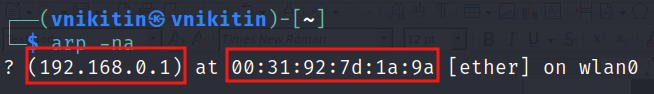 (vnikitin㉿vnikitin)-[~]
$ arp -na
? (192.168.0.1) at 00:31:92:7d:1a:9a [ether] on wlan0